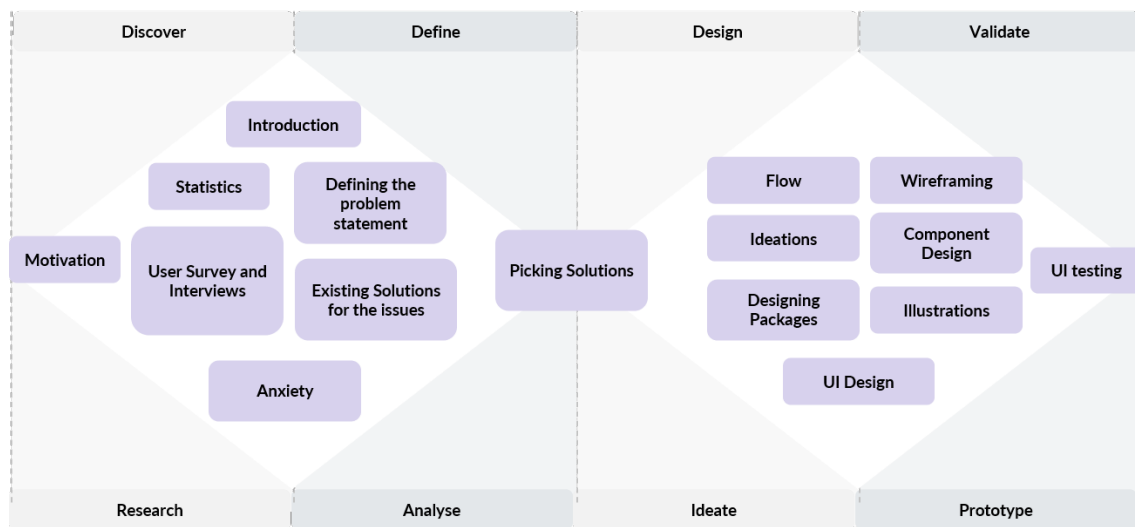 Discover
Define
Design
Validate
Introduction
Statistics
Defining the
problem
statement
Motivation
User Survey and
Interviews
Existing Solutions
for the issues
Anxiety
Picking Solutions
Flow
Wireframing
Ideations
Component
Design
UI testing
Designing
Packages
Illustrations
UI Design
Research
Analyse
Ideate
Prototype